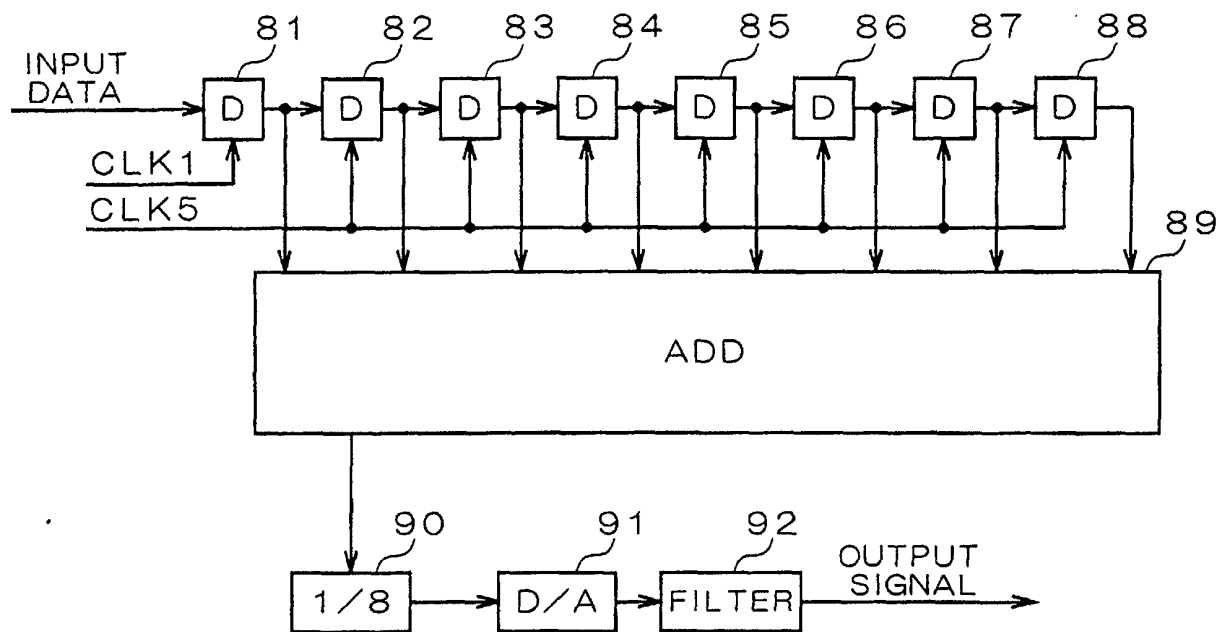 81 82 83 84 85 86 87 88
INPUT
DATA
D D D D D D D D
CLK1
CLK5
89
ADD
90 91 92
OUTPUT
SIGNAL
1/8 D/A FILTER